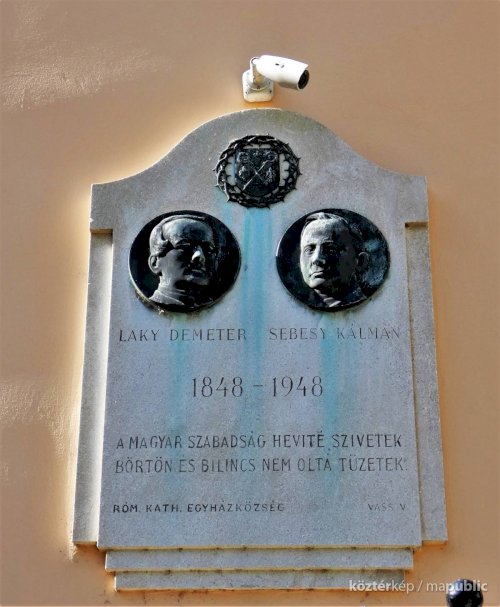 LAKY DEMETER SEBESY KÁLMÁN
1848-1948
A MAGYAR SZABADSÁG HEVITÉ SZIVETEK
BÖRTÖN ÉS BILINCS NEM OLTA TÜZETEK.
RÓM. KATH. EGYHÁZKÖZSÉG VASS V.
köztérkép / mapublic